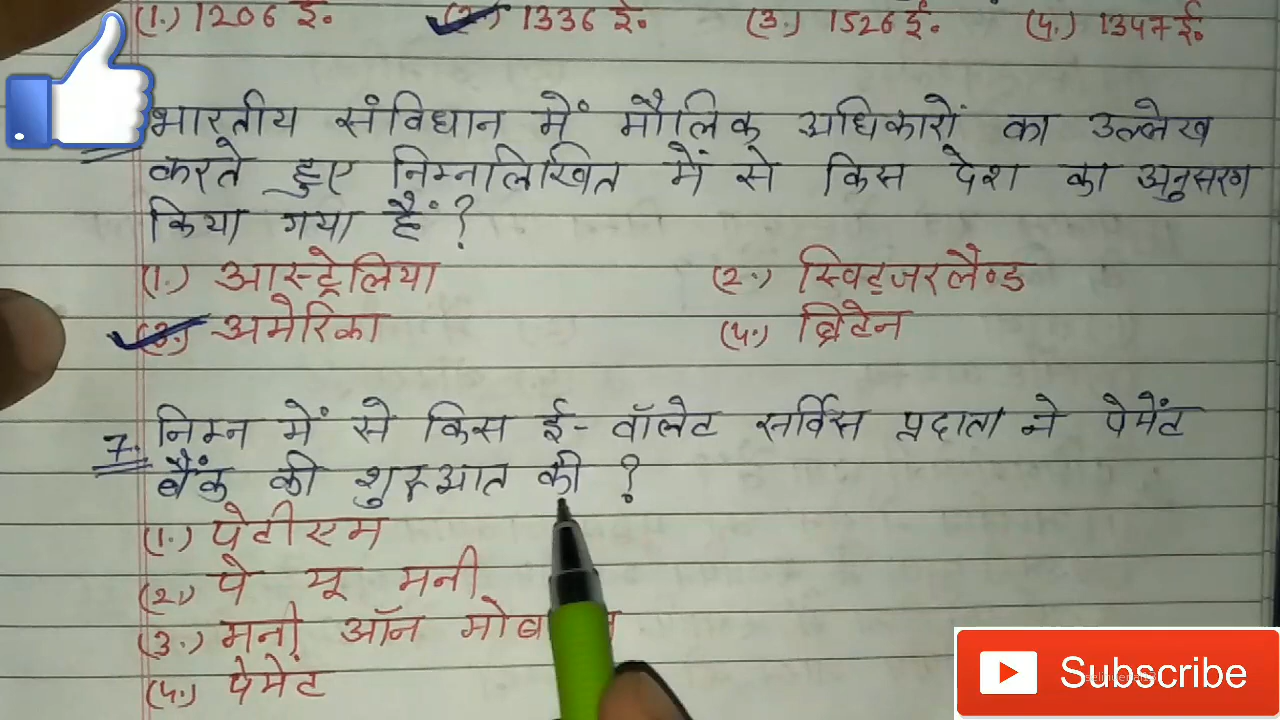 (1.) 1206 ई. (2.) 1336 ई. (3.) 1526 ई. (4.) 1347 ई.
भारतीय संविधान में मौलिक अधिकारों का उल्लेख
करते हुए निम्नलिखित में से किस देश का अनुसरण
किया गया हैं ?
(1.) आस्ट्रेलिया (2.) स्विट्जरलैण्ड
(3.) अमेरिका (4.) ब्रिटेन
7. निम्न में से किस ई- वॉलेट सर्विस प्रदाता ने पेमेंट
बैंक की शुरुआत की ?
(1.) पेटीएम
(2.) पे यू मनी
(3.) मनी ऑन
(4.) पेमेंट
Subscribe